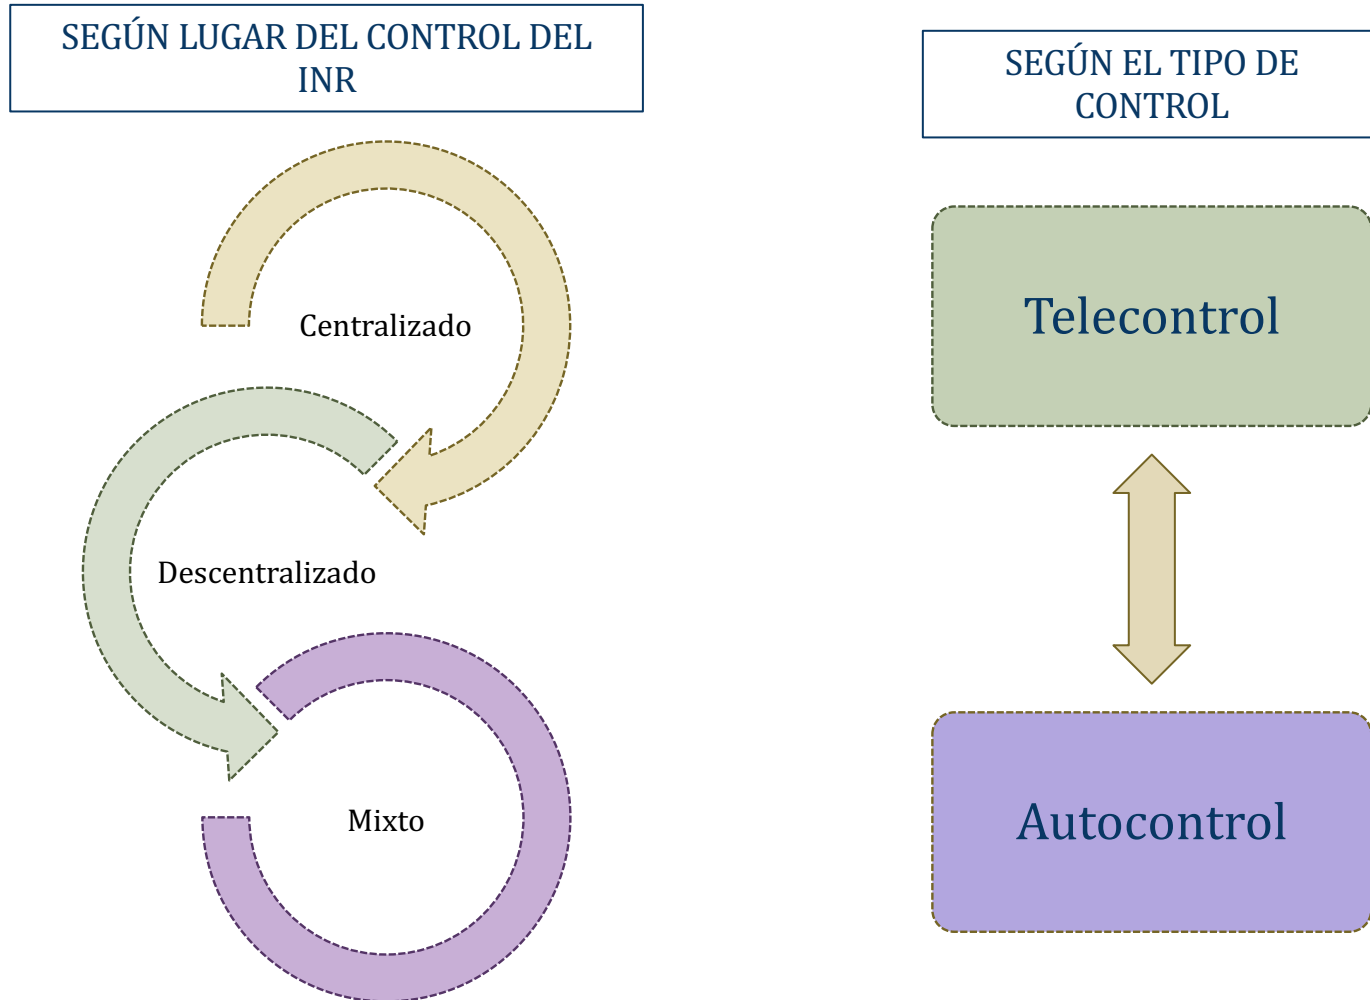 SEGÚN LUGAR DEL CONTROL DEL
INR
Centralizado
Descentralizado
Mixto
SEGÚN EL TIPO DE
CONTROL
Telecontrol
Autocontrol